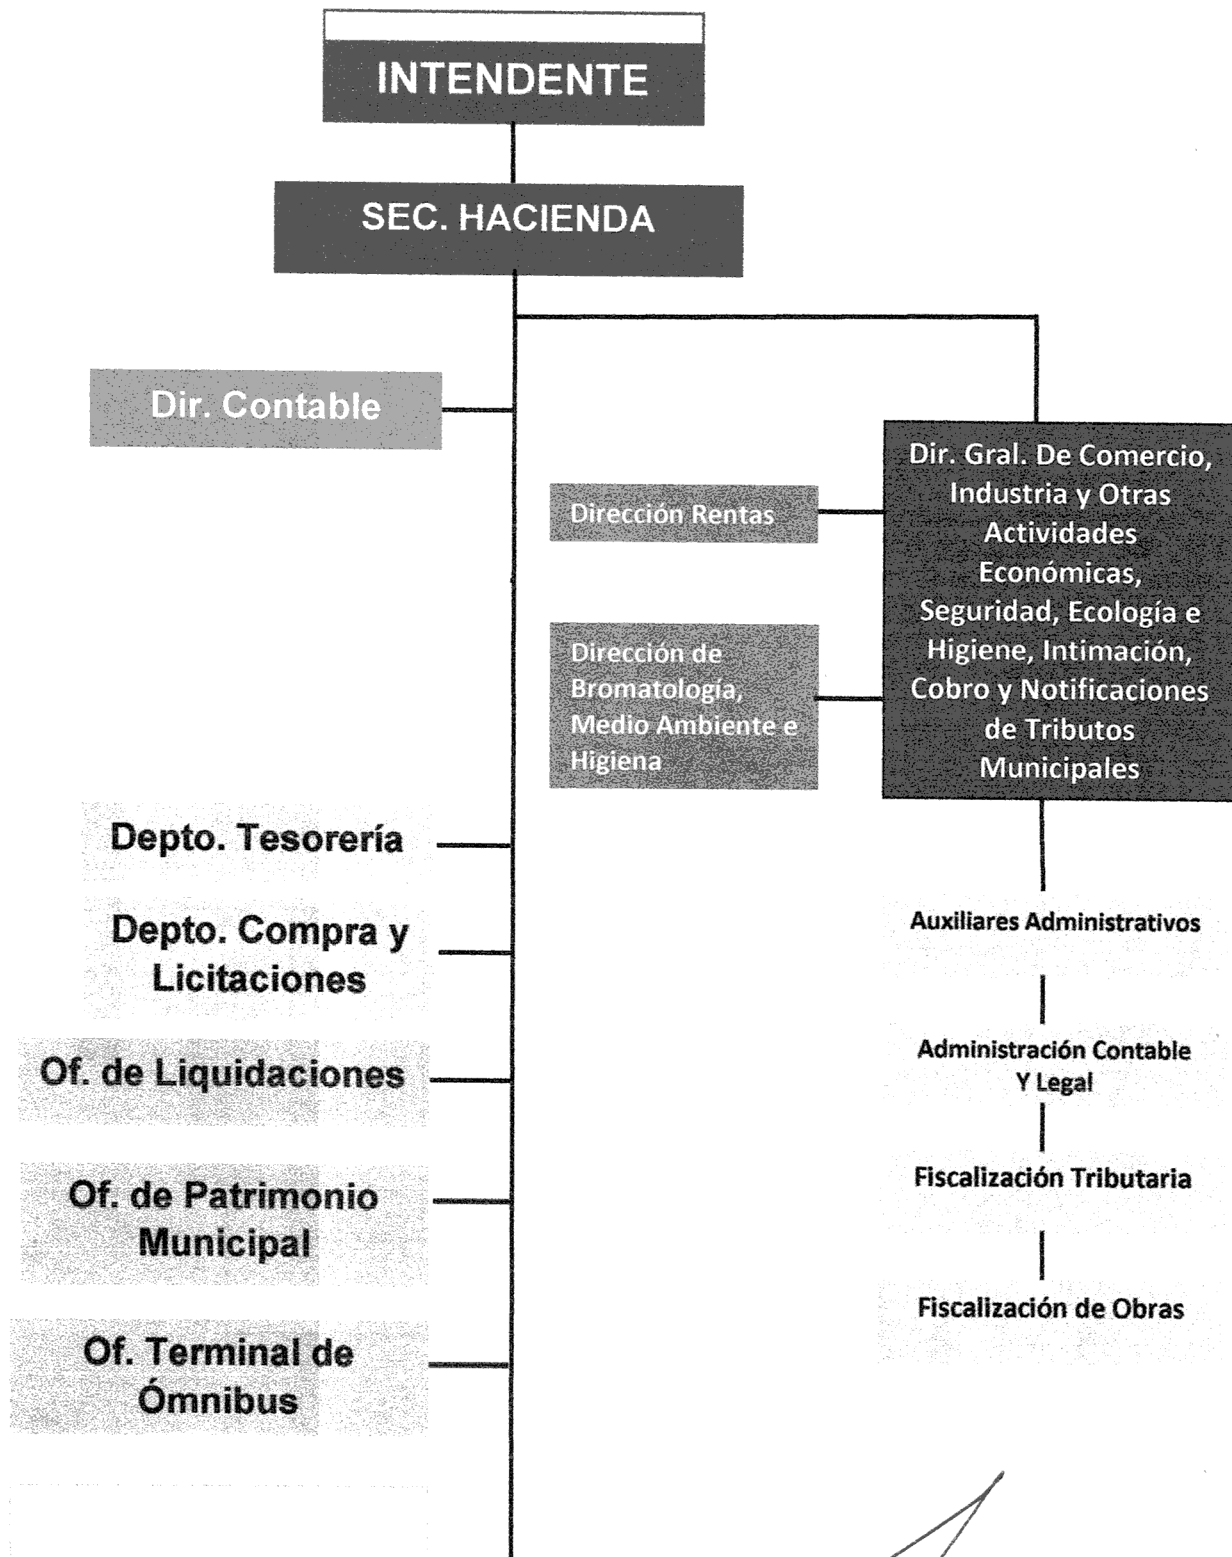 INTENDENTE
SEC. HACIENDA
Dir. Contable
Dir. Gral. De Comercio,
Industria y Otras
Actividades
Económicas,
Seguridad, Ecología e
Higiene, Intimación,
Cobro y Notificaciones
de Tributos
Municipales
Dirección Rentas
Dirección de
Bromatología,
Medio Ambiente e
Higiena
Depto. Tesorería
Depto. Compra y
Licitaciones
Of. de Liquidaciones
Of. de Patrimonio
Municipal
Of. Terminal de
Ómnibus
Auxiliares Administrativos
Administración Contable
Y Legal
Fiscalización Tributaria
Fiscalización de Obras